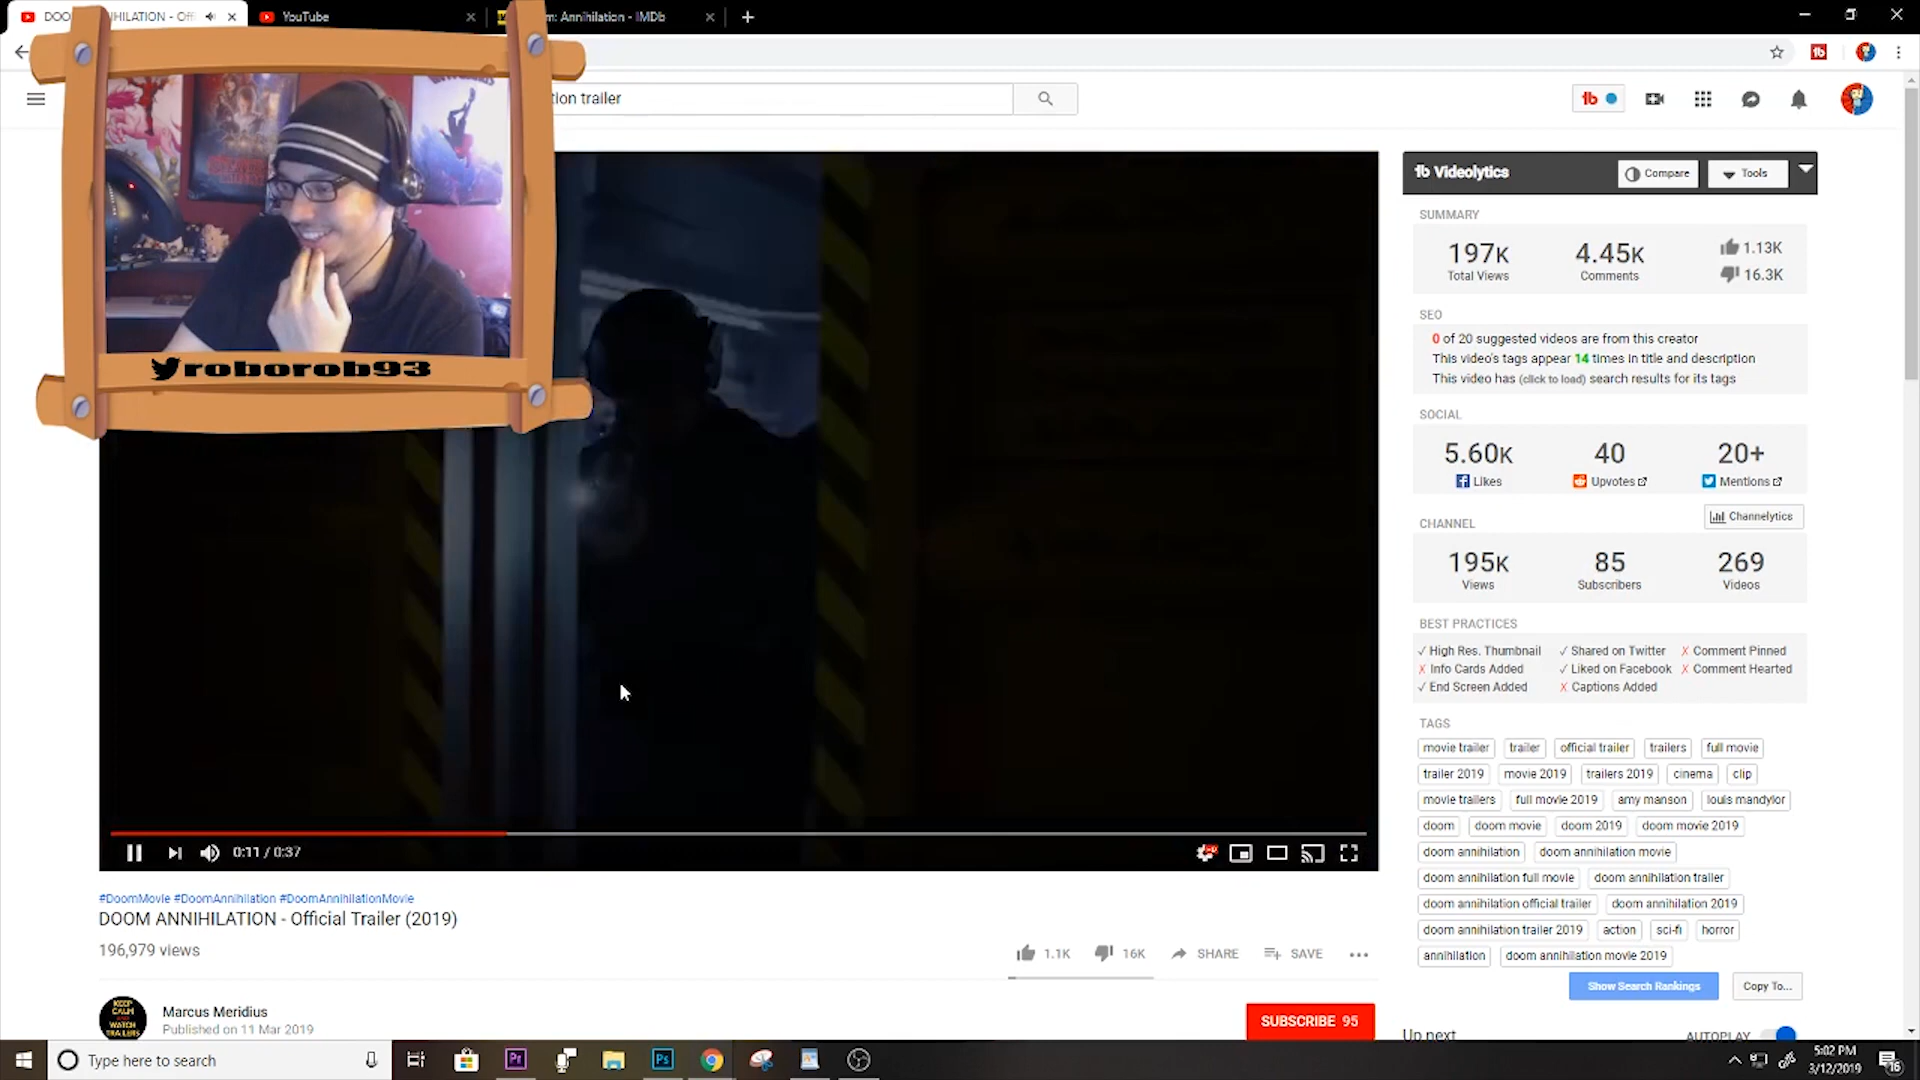 DOO
HILATION - Offi
YouTube
m: Annihilation - IMDb
tion trailer
roborob93
Videolytics
Compare
Tools
SUMMARY
197K
Total Views
4.45K
Comments
1.13K
16.3K
SEO
0 of 20 suggested videos are from this creator
This video's tags appear 14 times in title and description
This video has (click to load) search results for its tags
SOCIAL
5.60K
Likes
40
Upvotes
20+
Mentions
Channelytics
CHANNEL
195K
Views
85
Subscribers
269
Videos
BEST PRACTICES
High Res. Thumbnail
Shared on Twitter
Comment Pinned
Info Cards Added
Liked on Facebook
Comment Hearted
End Screen Added
Captions Added
TAGS
movie trailer trailer official trailer trailers full movie
trailer 2019 movie 2019 trailers 2019 cinema clip
movie trailers full movie 2019 amy manson louis mandylor
doom doom movie doom 2019 doom movie 2019
doom annihilation doom annihilation movie
doom annihilation full movie doom annihilation trailer
doom annihilation official trailer doom annihilation 2019
doom annihilation trailer 2019 action sci-fi horror
annihilation doom annihilation movie 2019
Show Search Rankings
Copy To...
0:11 / 0:37
#DoomMovie #DoomAnnihilation #DoomAnnihilationMovie
DOOM ANNIHILATION - Official Trailer (2019)
196,979 views
1.1K
16K
SHARE
SAVE
KEEP
CALM
WATCH
TRAILERS
Marcus Meridius
Published on 11 Mar 2019
SUBSCRIBE 95
Up next
AUTOPLAY
Type here to search
Pr
Ps
5:02 PM
3/12/2019
16